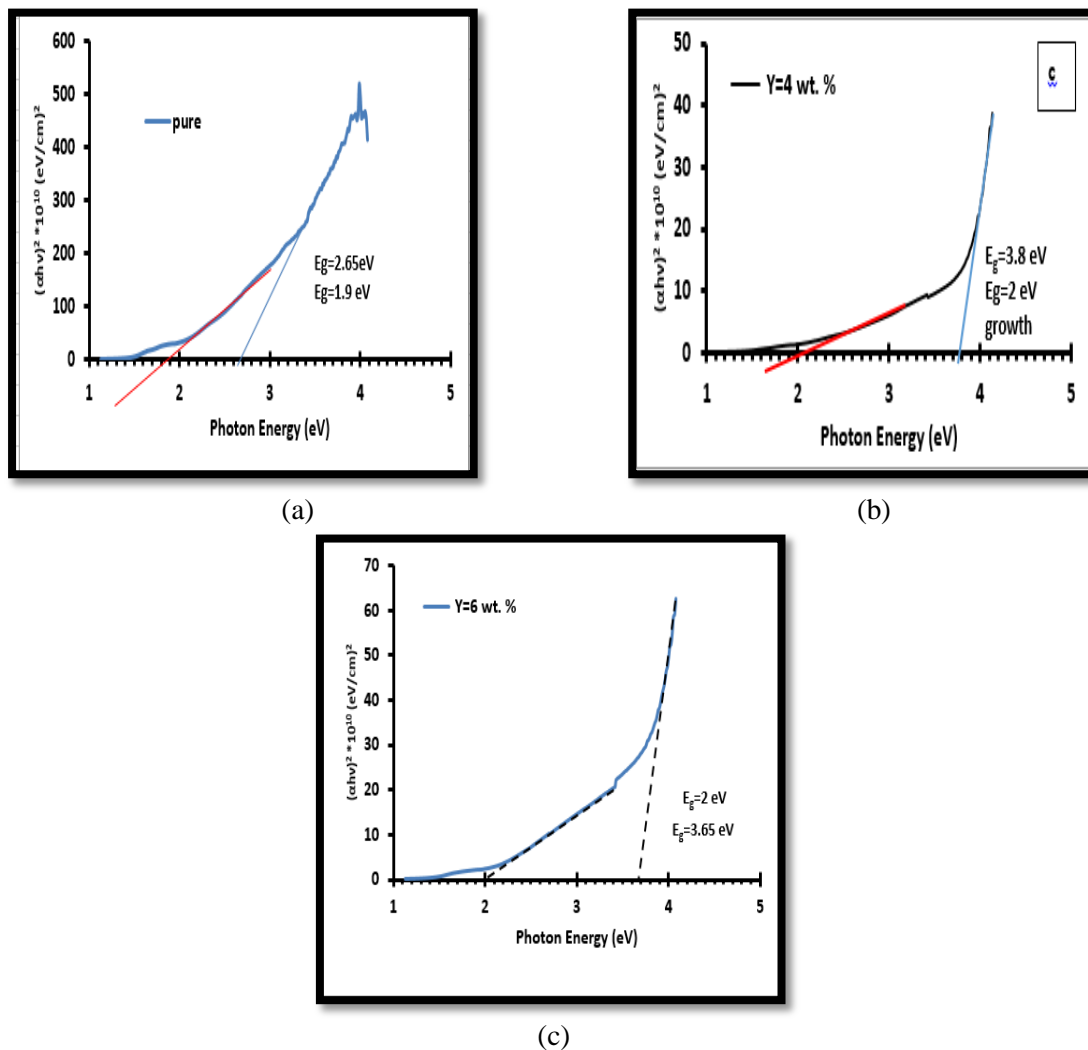 600
500
400
300
200
100
0
(αhν)² *10¹⁰ (eV/cm)²
pure
Eg=2.65eV
Eg=1.9 eV
1 2 3 4 5
Photon Energy (eV)
(a)
50
40
30
20
10
0
(αhν)² *10¹⁰ (eV/cm)²
Y=4 wt. %
c
E₉=3.8 eV
Eg=2 eV
growth
1 2 3 4 5
Photon Energy (eV)
(b)
70
60
50
40
30
20
10
0
(αhν)² *10¹⁰ (eV/cm)²
Y=6 wt. %
Eg=2 eV
Eg=3.65 eV
1 2 3 4 5
Photon Energy (eV)
(c)